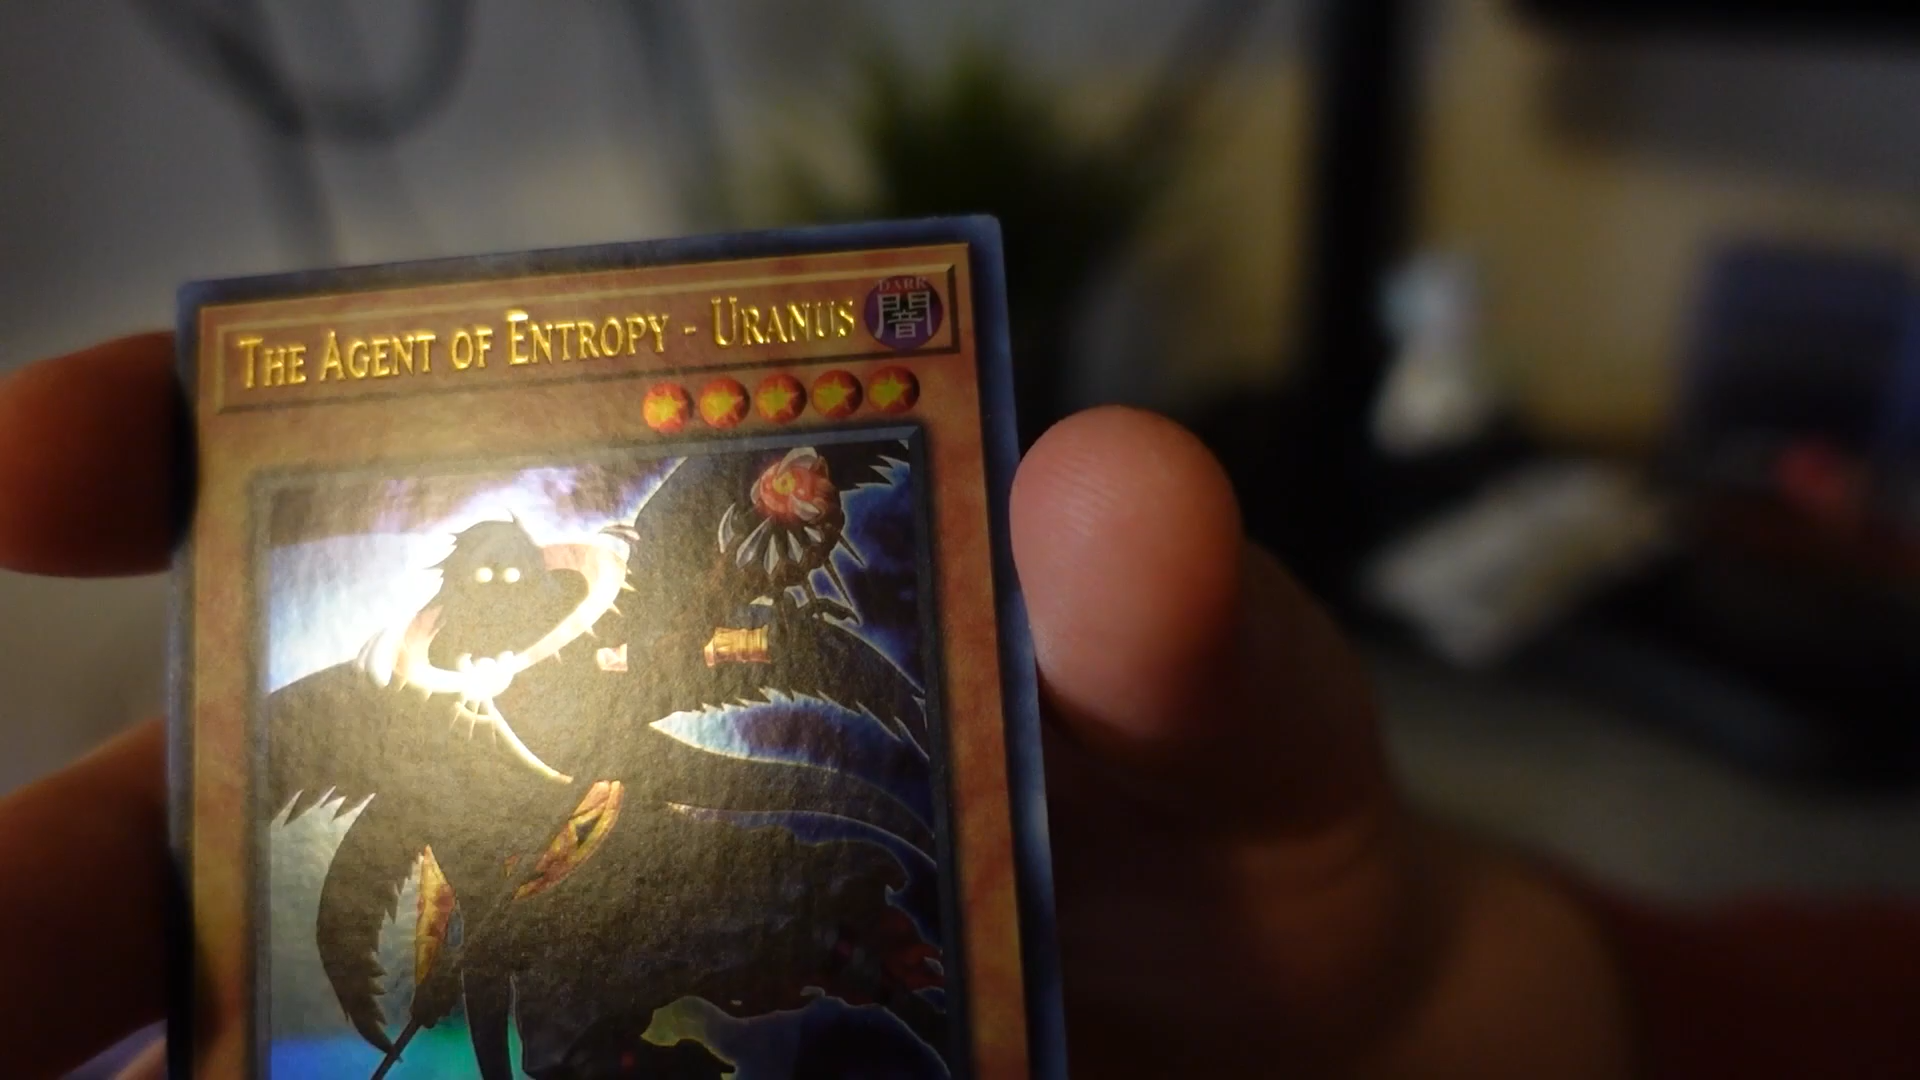 THE AGENT OF ENTROPY - URANUS
DARK
闇